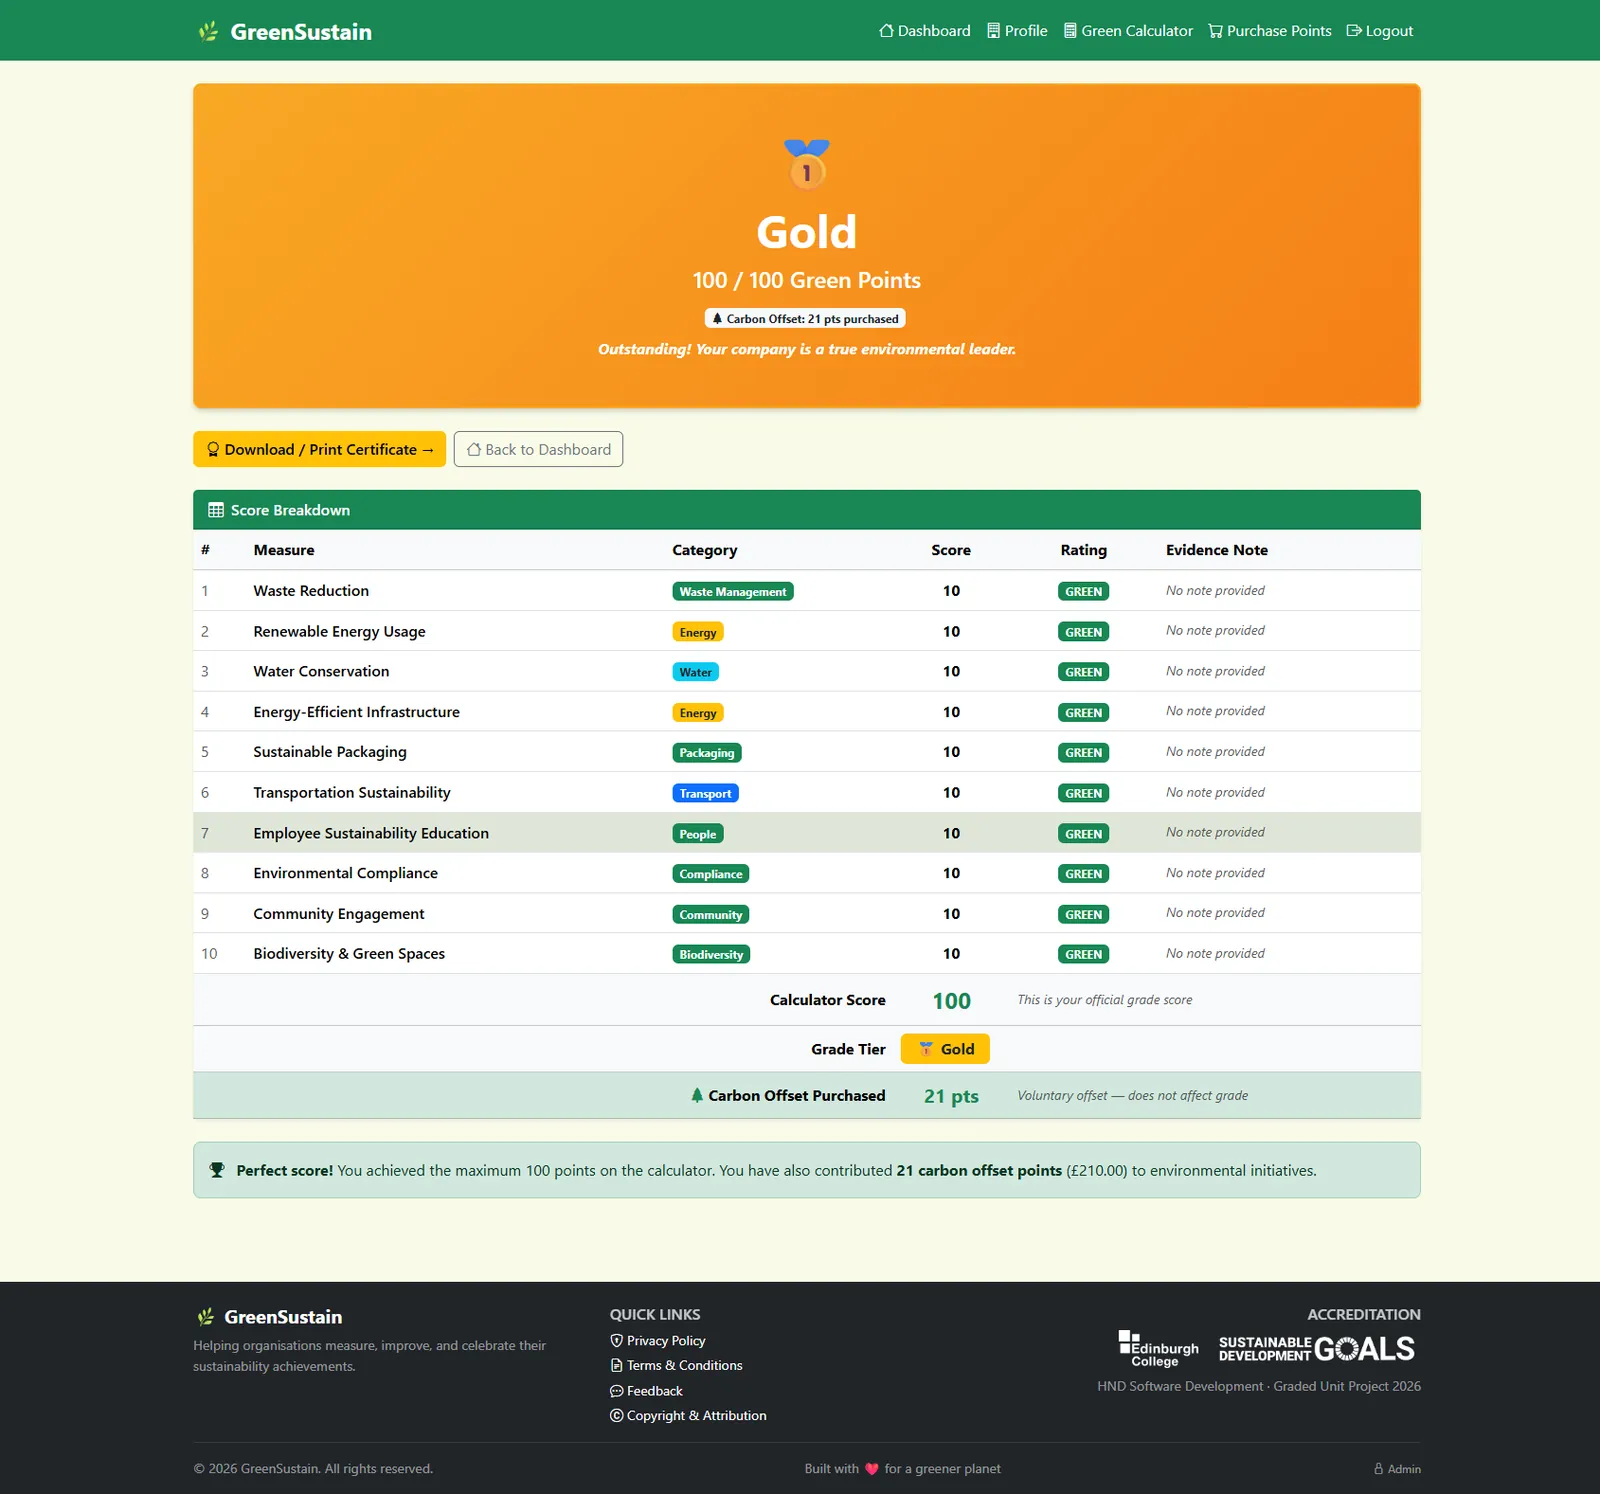 GreenSustain Dashboard Profile Green Calculator Purchase Points Logout
1
Gold
100 / 100 Green Points
Carbon Offset: 21 pts purchased
Outstanding! Your company is a true environmental leader.
Download / Print Certificate → Back to Dashboard
Score Breakdown
# Measure Category Score Rating Evidence Note
1 Waste Reduction Waste Management 10 GREEN No note provided
2 Renewable Energy Usage Energy 10 GREEN No note provided
3 Water Conservation Water 10 GREEN No note provided
4 Energy-Efficient Infrastructure Energy 10 GREEN No note provided
5 Sustainable Packaging Packaging 10 GREEN No note provided
6 Transportation Sustainability Transport 10 GREEN No note provided
7 Employee Sustainability Education People 10 GREEN No note provided
8 Environmental Compliance Compliance 10 GREEN No note provided
9 Community Engagement Community 10 GREEN No note provided
10 Biodiversity & Green Spaces Biodiversity 10 GREEN No note provided
Calculator Score 100 This is your official grade score
Grade Tier Gold
Carbon Offset Purchased 21 pts Voluntary offset — does not affect grade
Perfect score! You achieved the maximum 100 points on the calculator. You have also contributed 21 carbon offset points (£210.00) to environmental initiatives.
GreenSustain
Helping organisations measure, improve, and celebrate their
sustainability achievements.
QUICK LINKS
Privacy Policy
Terms & Conditions
Feedback
Copyright & Attribution
ACCREDITATION
Edinburgh
College
SUSTAINABLE
DEVELOPMENT GOALS
HND Software Development · Graded Unit Project 2026
© 2026 GreenSustain. All rights reserved. Built with ❤️ for a greener planet Admin